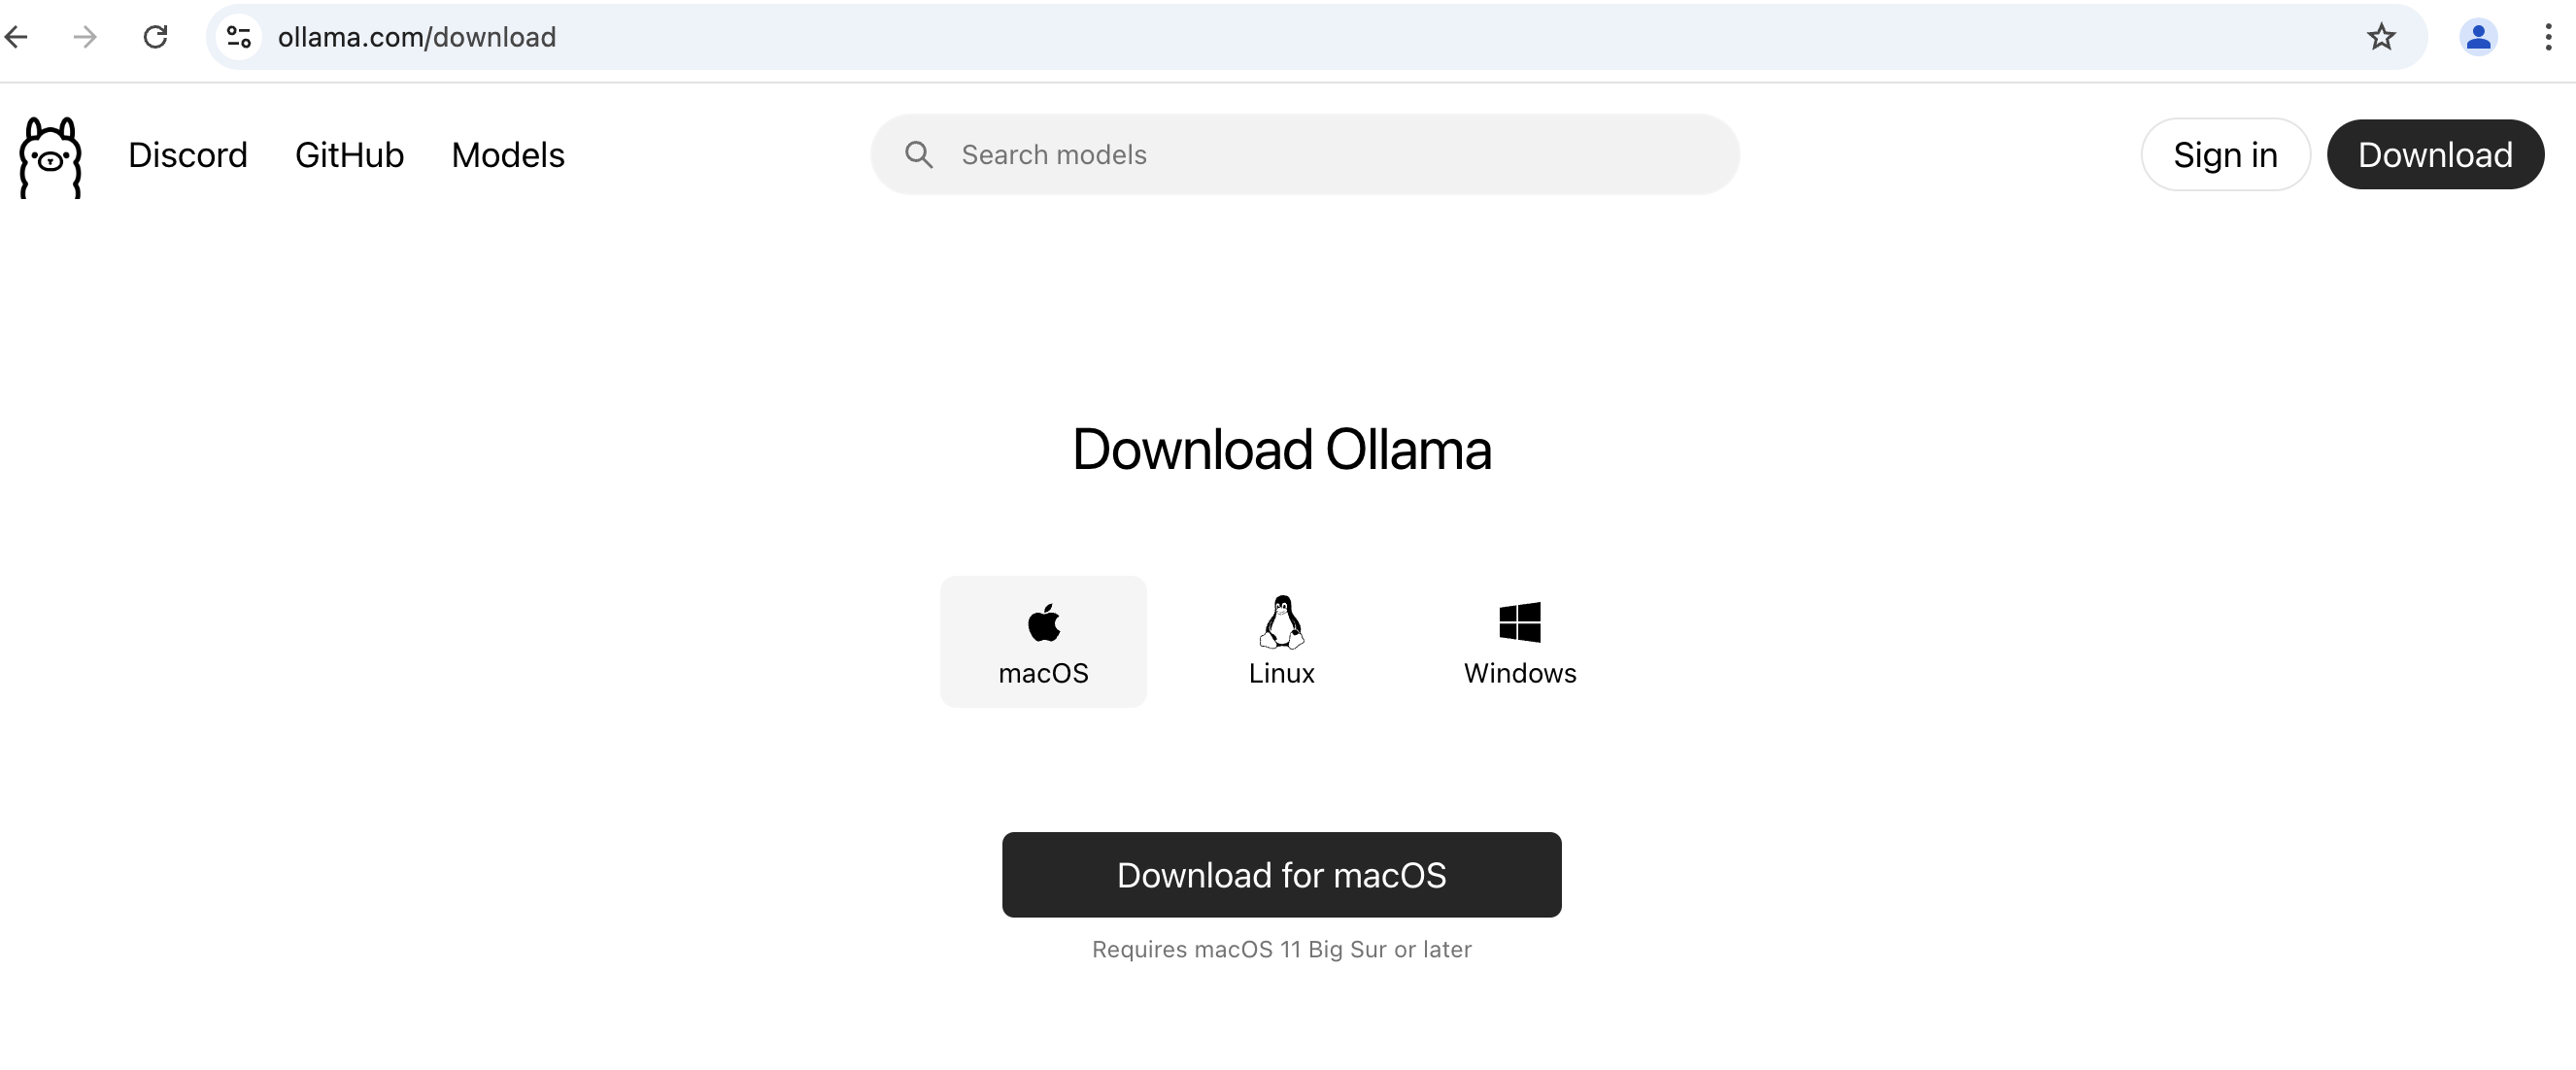 ollama.com/download
Discord GitHub Models Search models Sign in Download
Download Ollama
macOS Linux Windows
Download for macOS
Requires macOS 11 Big Sur or later